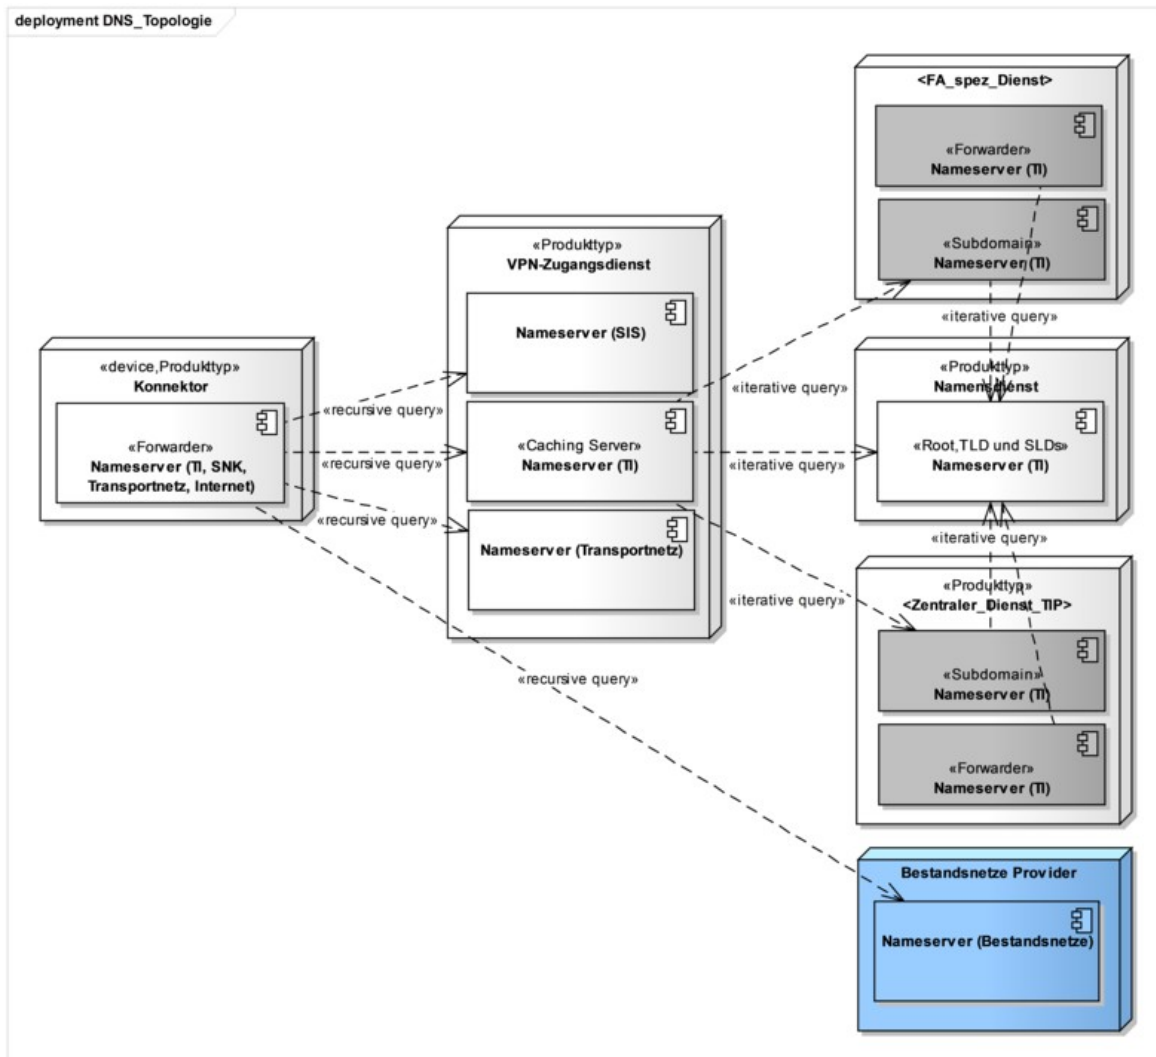 deployment DNS_Topologie
«device,Produkttyp»
Konnektor
«Forwarder»
Nameserver (TI, SNK,
Transportnetz, Internet)
«recursive query»
«recursive query»
«recursive query»
«recursive query»
«Produkttyp»
VPN-Zugangsdienst
Nameserver (SIS)
«Caching Server»
Nameserver (TI)
Nameserver (Transportnetz)
«iterative query»
«iterative query»
«iterative query»
<FA_spez_Dienst>
«Forwarder»
Nameserver (TI)
«Subdomain»
Nameserver (TI)
«iterative query»
«Produkttyp»
Namensdienst
«Root,TLD und SLDs»
Nameserver (TI)
«iterative query»
«Produkttyp»
<Zentraler_Dienst_TIP>
«Subdomain»
Nameserver (TI)
«Forwarder»
Nameserver (TI)
Bestandsnetze Provider
Nameserver (Bestandsnetze)